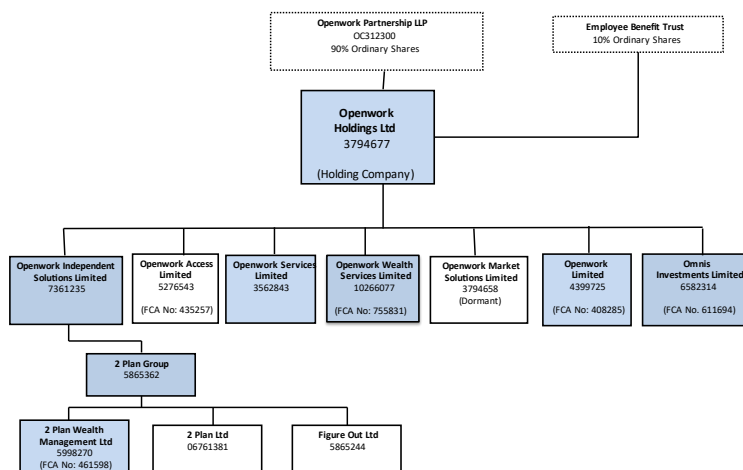 Openwork Partnership LLP
OC312300
90% Ordinary Shares
Employee Benefit Trust
10% Ordinary Shares
Openwork
Holdings Ltd
3794677
(Holding Company)
Openwork Independent
Solutions Limited
7361235
Openwork Access
Limited
5276543
(FCA No: 435257)
Openwork Services
Limited
3562843
Openwork Wealth
Services Limited
10266077
(FCA No: 755831)
Openwork Market
Solutions Limited
3794658
(Dormant)
Openwork
Limited
4399725
(FCA No: 408285)
Omnis
Investments Limited
6582314
(FCA No. 611694)
2 Plan Group
5865362
2 Plan Wealth
Management Ltd
5998270
(FCA No: 461598)
2 Plan Ltd
06761381
Figure Out Ltd
5865244